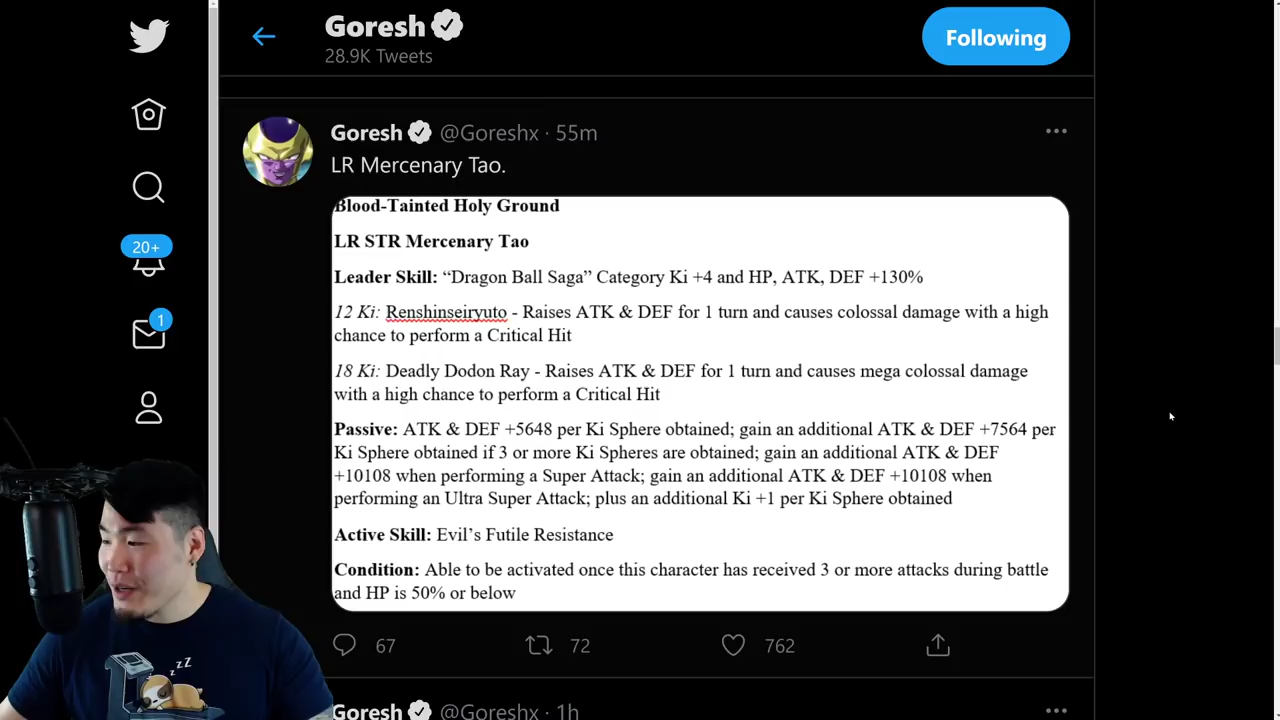 Goresh
28.9K Tweets
Following
Goresh @Goreshx · 55m
LR Mercenary Tao.
Blood-Tainted Holy Ground
LR STR Mercenary Tao
Leader Skill: “Dragon Ball Saga” Category Ki +4 and HP, ATK, DEF +130%
12 Ki: Renshinseiryuto - Raises ATK & DEF for 1 turn and causes colossal damage with a high
chance to perform a Critical Hit
18 Ki: Deadly Dodon Ray - Raises ATK & DEF for 1 turn and causes mega colossal damage
with a high chance to perform a Critical Hit
Passive: ATK & DEF +5648 per Ki Sphere obtained; gain an additional ATK & DEF +7564 per
Ki Sphere obtained if 3 or more Ki Spheres are obtained; gain an additional ATK & DEF
+10108 when performing a Super Attack; gain an additional ATK & DEF +10108 when
performing an Ultra Super Attack; plus an additional Ki +1 per Ki Sphere obtained
Active Skill: Evil’s Futile Resistance
Condition: Able to be activated once this character has received 3 or more attacks during battle
and HP is 50% or below
67
72
762
Goresh @Goreshx · 1h
20+
1
zzZ